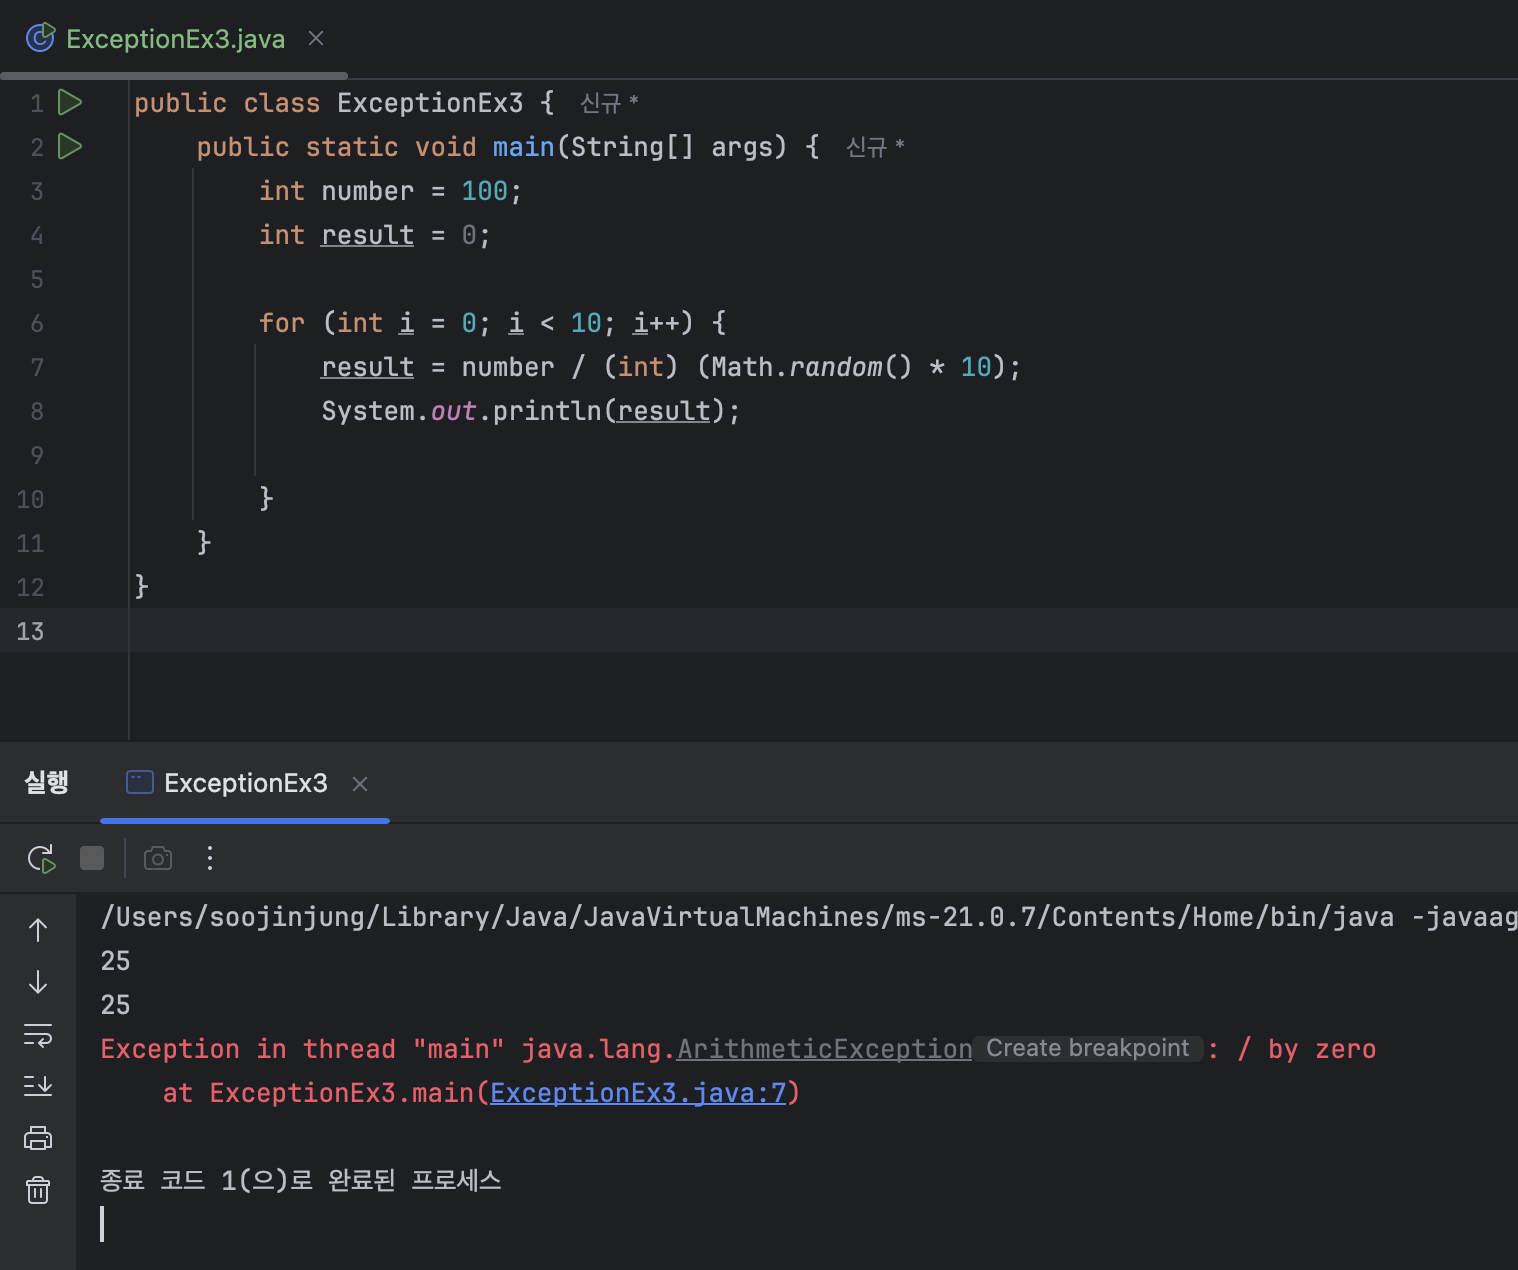 ExceptionEx3.java
1 public class ExceptionEx3 { 신규 *
2 public static void main(String[] args) { 신규 *
3 int number = 100;
4 int result = 0;
5
6 for (int i = 0; i < 10; i++) {
7 result = number / (int) (Math.random() * 10);
8 System.out.println(result);
9
10 }
11 }
12 }
13
실행 ExceptionEx3
/Users/soojinjung/Library/Java/JavaVirtualMachines/ms-21.0.7/Contents/Home/bin/java -javaag
25
25
Exception in thread "main" java.lang.ArithmeticException Create breakpoint : / by zero
at ExceptionEx3.main(ExceptionEx3.java:7)
종료 코드 1(으)로 완료된 프로세스